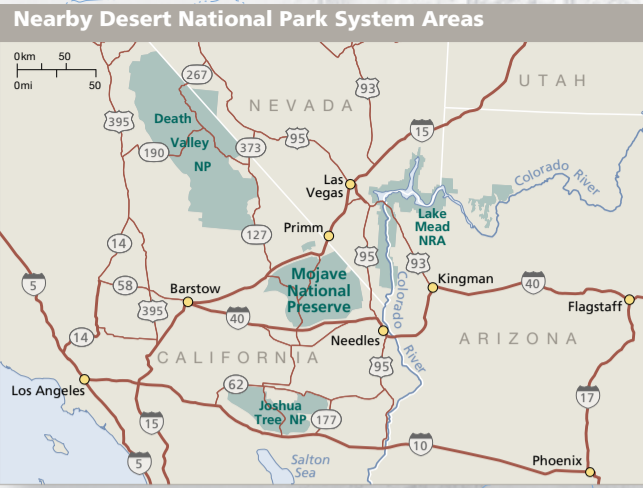 Nearby Desert National Park System Areas
0km 50
0mi 50
267
93
UTAH
NEVADA
395
Death
Valley
NP
15
95
373
190
Colorado River
Las
Vegas
Lake
Mead
NRA
Primm
127
14
95
93
5
58
Barstow
Mojave
National
Preserve
Kingman
40
395
Colorado
River
Flagstaff
40
14
Needles
ARIZONA
CALIFORNIA
95
62
Los Angeles
Joshua
Tree NP
177
17
15
10
5
Salton
Sea
Phoenix